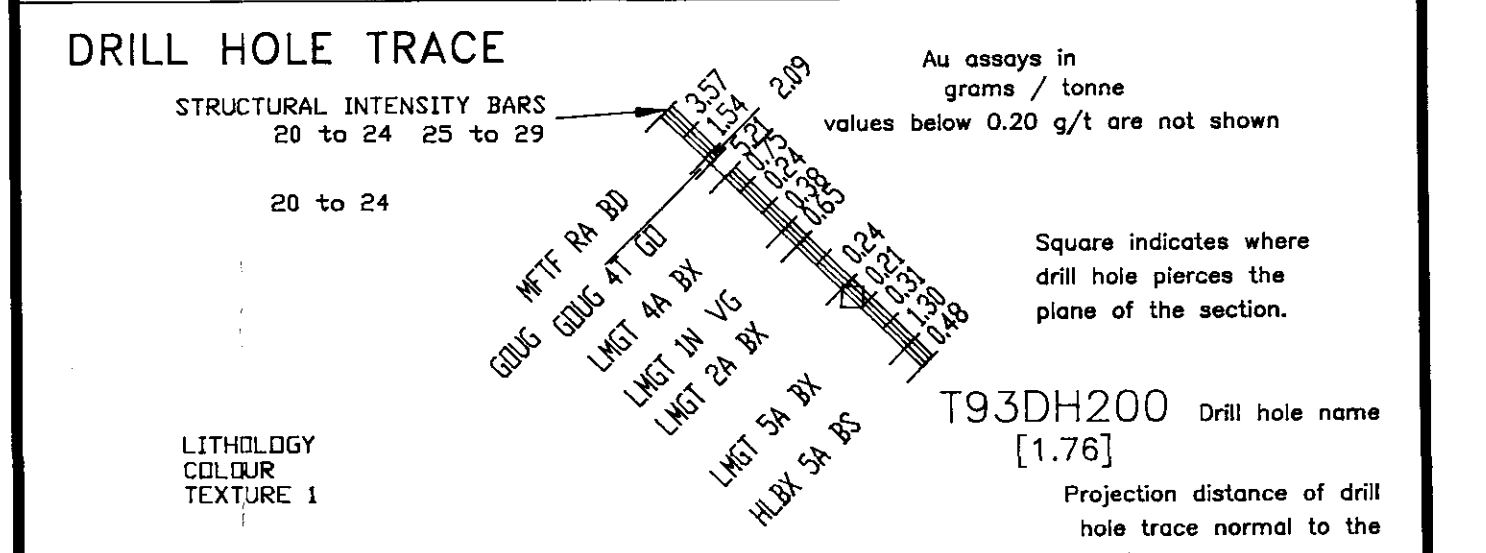 DRILL HOLE TRACE
STRUCTURAL INTENSITY BARS
20 to 24 25 to 29
20 to 24
Au assays in
grams / tonne
values below 0.20 g/t are not shown
3.57
1.54
2.09
5.21
0.75
0.24
0.38
0.65
0.24
0.21
0.31
1.30
0.48
MFTF RA BD
GOUG GOUG 4T GO
LMGT 4A BX
LMGT 1N VG
LMGT 2A BX
LMGT 5A BX
HLBX 5A BS
Square indicates where
drill hole pierces the
plane of the section.
T93DH200 Drill hole name
[1.76]
Projection distance of drill
hole trace normal to the
LITHOLOGY
COLOUR
TEXTURE 1